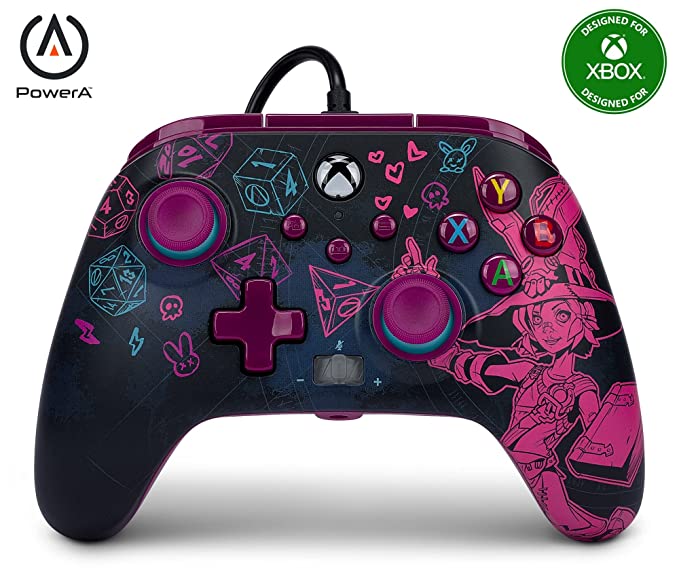 PowerA
DESIGNED FOR
XBOX
DESIGNED FOR
Y
X
B
A
- +